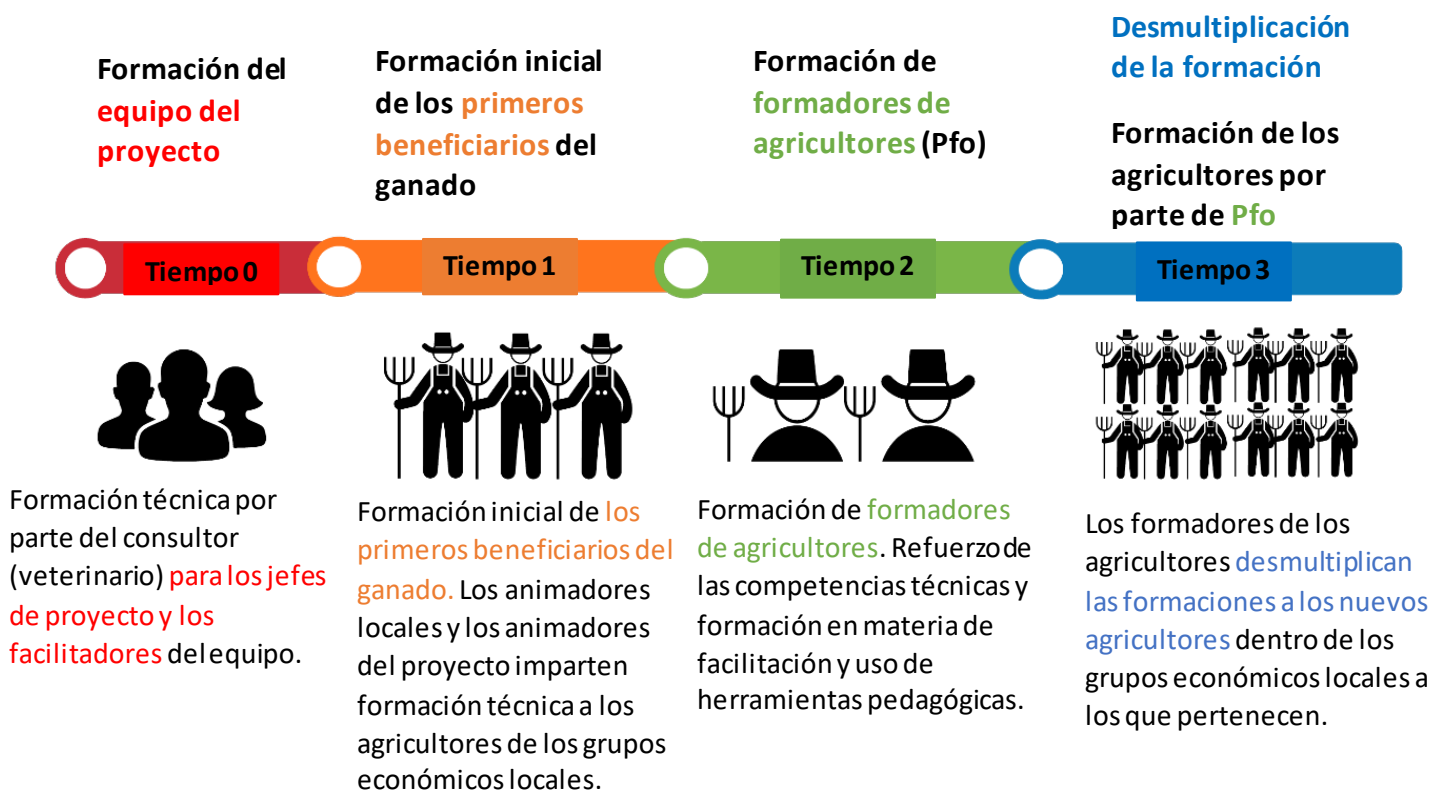 Formación del
equipo del
proyecto
Formación inicial
de los primeros
beneficiarios del
ganado
Formación de
formadores de
agricultores (Pfo)
Desmultiplicación
de la formación
Formación de los
agricultores por
parte de Pfo
Tiempo 0
Tiempo 1
Tiempo 2
Tiempo 3
Formación técnica por
parte del consultor
(veterinario) para los jefes
de proyecto y los
facilitadores del equipo.
Formación inicial de los
primeros beneficiarios del
ganado. Los animadores
locales y los animadores
del proyecto imparten
formación técnica a los
agricultores de los grupos
económicos locales.
Formación de formadores
de agricultores. Refuerzo de
las competencias técnicas y
formación en materia de
facilitación y uso de
herramientas pedagógicas.
Los formadores de los
agricultores desmultiplican
las formaciones a los nuevos
agricultores dentro de los
grupos económicos locales a
los que pertenecen.